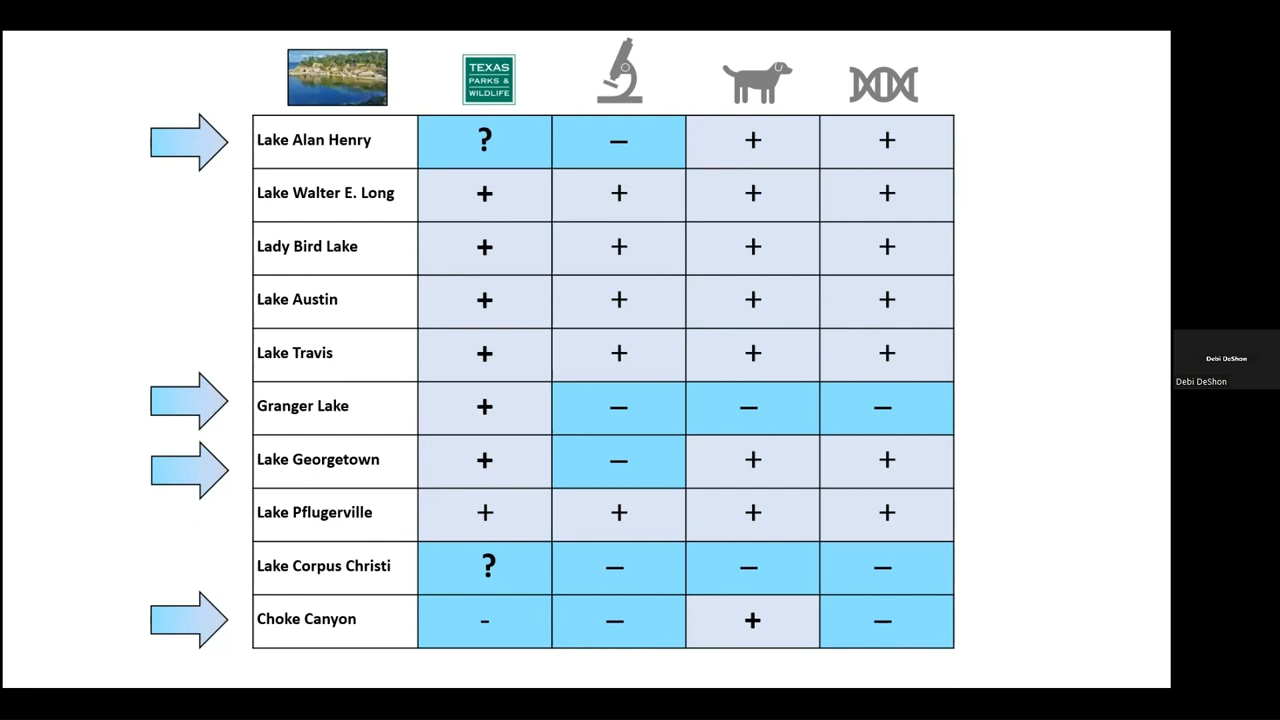 TEXAS
PARKS &
WILDLIFE
Lake Alan Henry ? – + +
Lake Walter E. Long + + + +
Lady Bird Lake + + + +
Lake Austin + + + +
Lake Travis + + + +
Granger Lake + – – –
Lake Georgetown + – + +
Lake Pflugerville + + + +
Lake Corpus Christi ? – – –
Choke Canyon - – + –
Debi DeShon
Debi DeShon